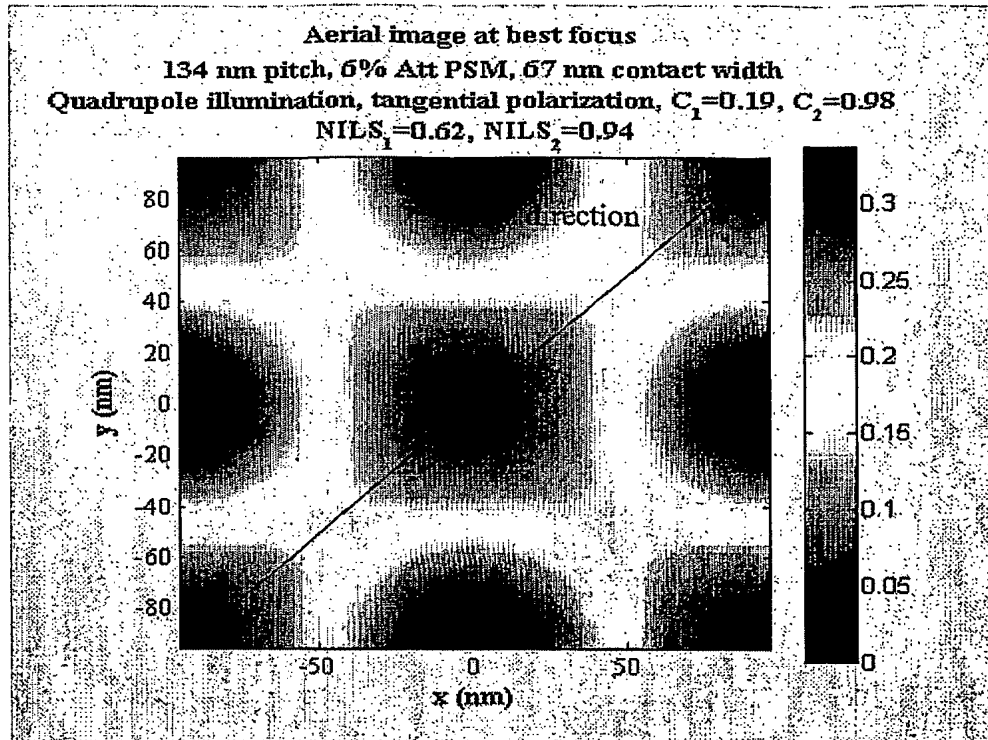 Aerial image at best focus
134 nm pitch, 6% Att PSM, 67 nm contact width
Quadrupole illumination, tangential polarization, C₁=0.19, C₂=0.98
NILS₁=0.62, NILS₂=0.94
direction
80
60
40
20
0
-20
-40
-60
-80
y (nm)
-50
0
50
x (nm)
0.3
0.25
0.2
0.15
0.1
0.05
0